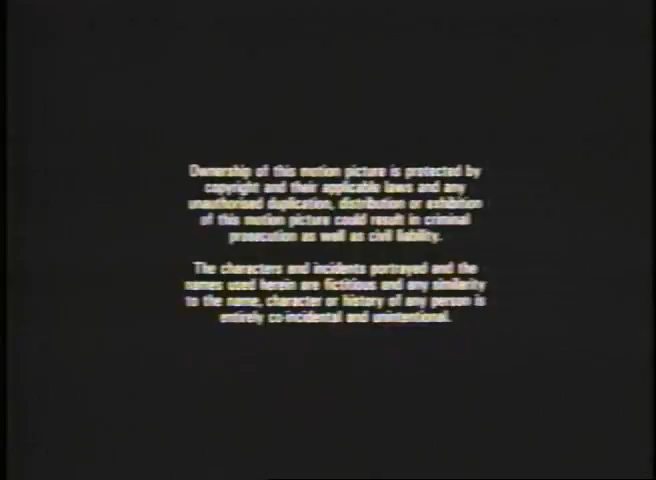 Ownership of this motion picture is protected by
copyright and their applicable laws and any
unauthorised duplication, distribution or exhibition
of this motion picture could result in criminal
prosecution as well as civil liability.
The characters and incidents portrayed and the
names used herein are fictitious and any similarity
to the name, character or history of any person is
entirely co-incidental and unintentional.